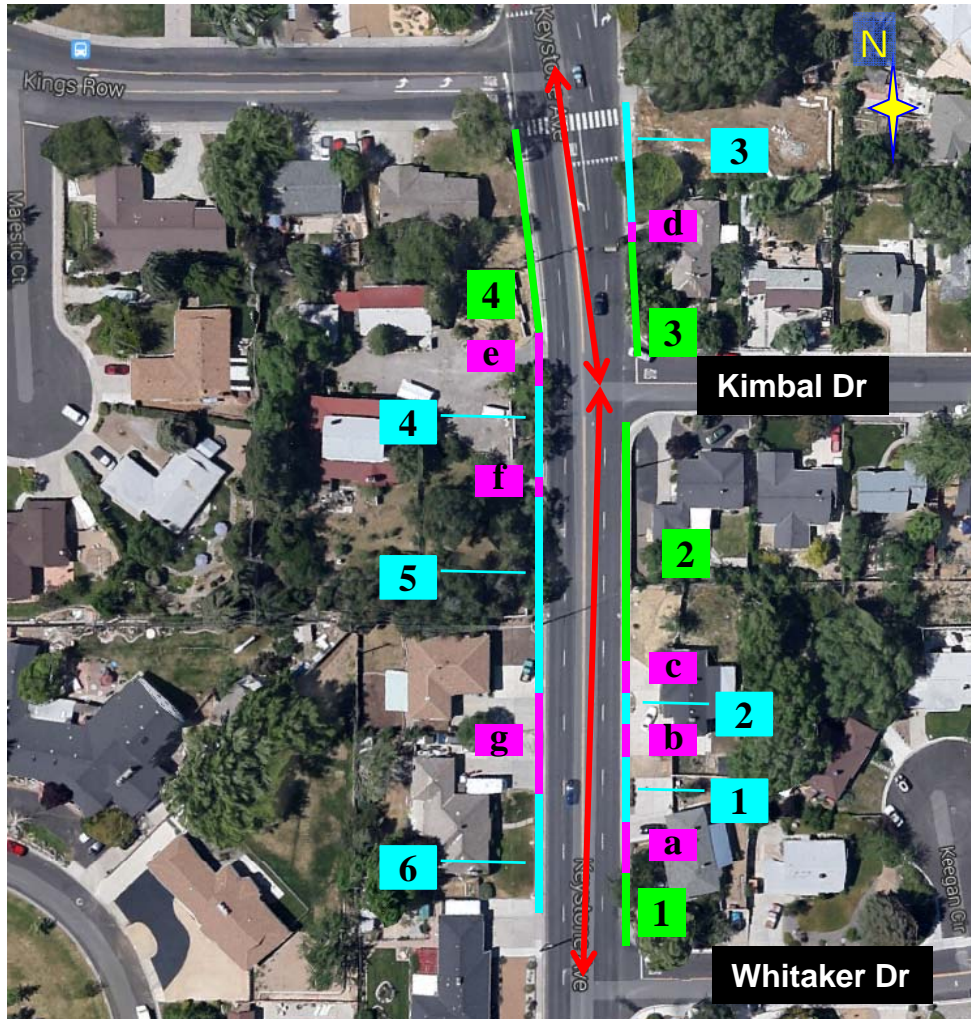 Keystone Ave
N
Kings Row
3
d
Majestic Ct
4
3
e
Kimbal Dr
4
f
2
5
c
2
g
b
1
a
6
1
Keegan Cir
Keystone Ave
Whitaker Dr